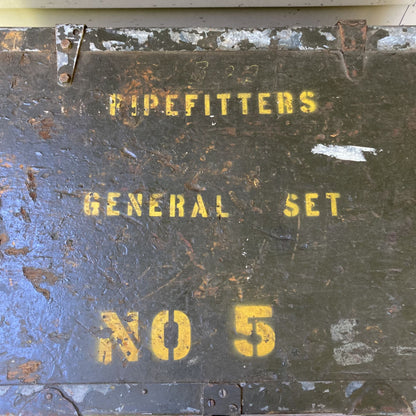 PIPEFITTERS
GENERAL SET
NO 5